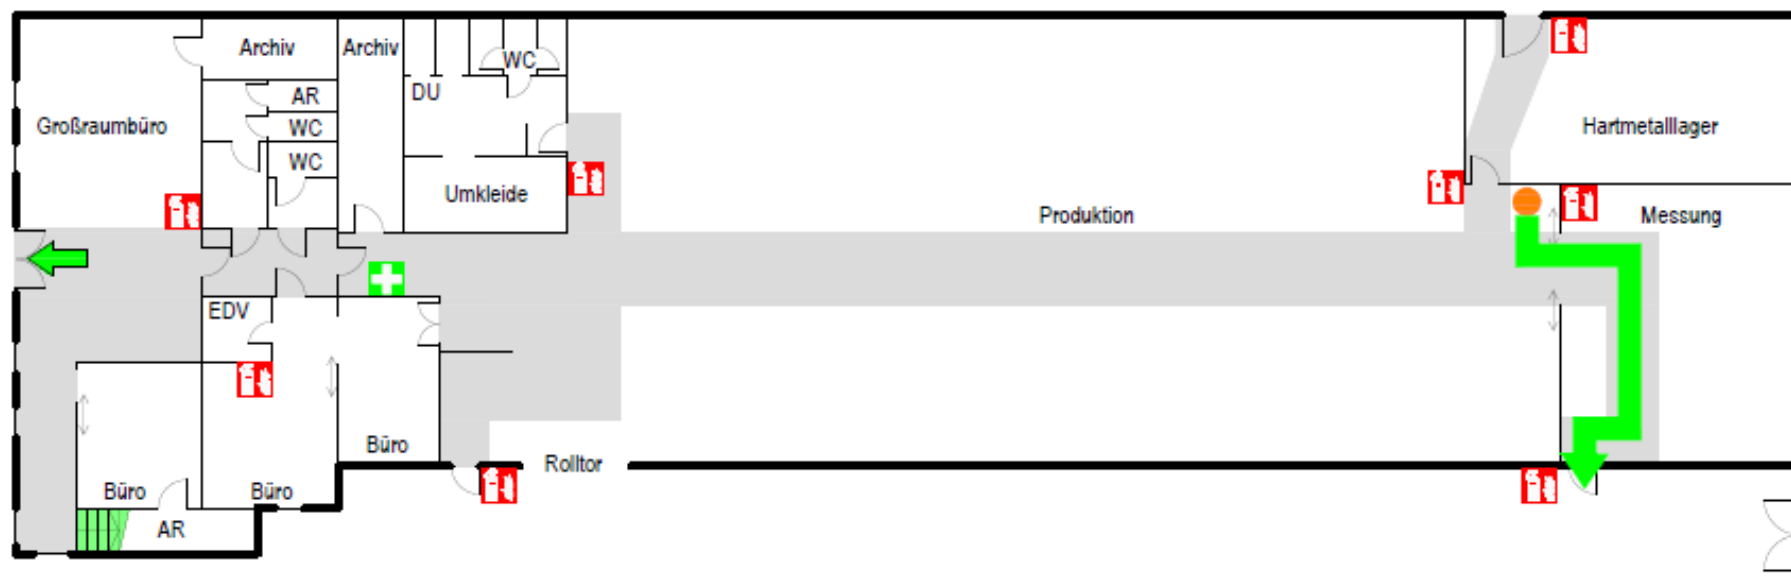 Archiv
Archiv
WC
DU
AR
Großraumbüro
WC
Hartmetalllager
WC
Umkleide
Produktion
Messung
EDV
Büro
Rolltor
Büro
Büro
AR